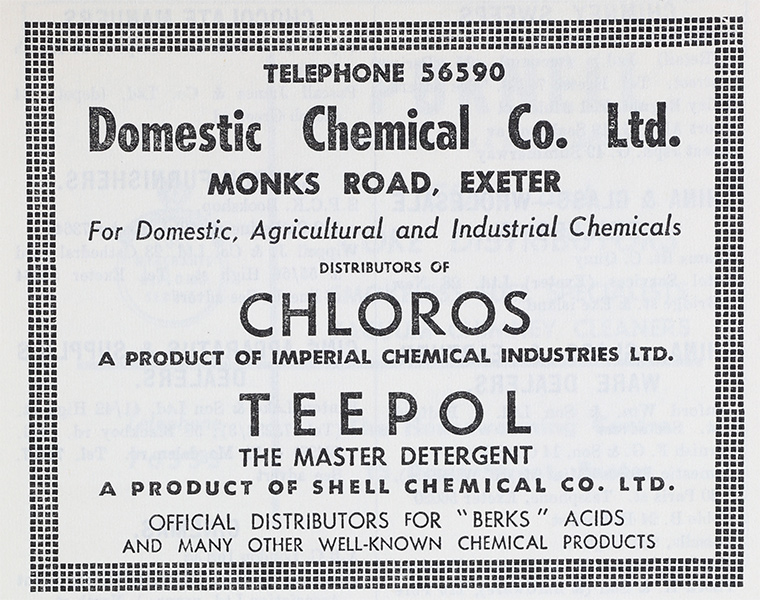 TELEPHONE 56590
Domestic Chemical Co. Ltd.
MONKS ROAD, EXETER
For Domestic, Agricultural and Industrial Chemicals
DISTRIBUTORS OF
CHLOROS
A PRODUCT OF IMPERIAL CHEMICAL INDUSTRIES LTD.
TEEPOL
THE MASTER DETERGENT
A PRODUCT OF SHELL CHEMICAL CO. LTD.
OFFICIAL DISTRIBUTORS FOR "BERKS" ACIDS
AND MANY OTHER WELL-KNOWN CHEMICAL PRODUCTS